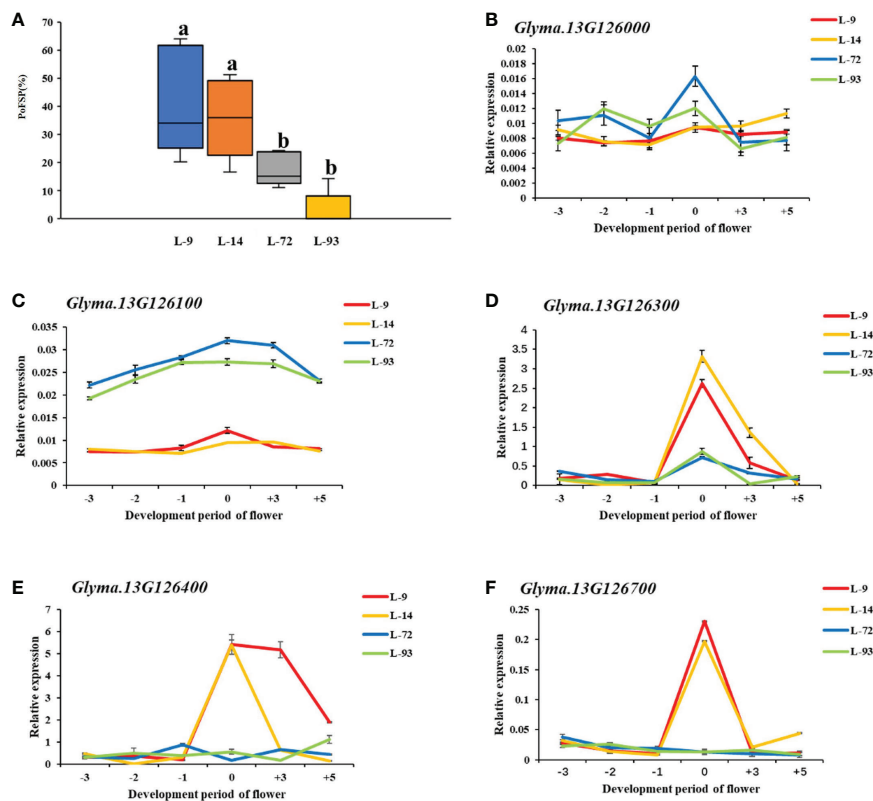 A
70
60
50
40
30
20
10
0
PoFSP(%)
a
a
b
b
L-9 L-14 L-72 L-93
B
Glyma.13G126000
L-9
L-14
L-72
L-93
0.02
0.018
0.016
0.014
0.012
0.01
0.008
0.006
0.004
0.002
0
Relative expression
-3 -2 -1 0 +3 +5
Development period of flower
C
Glyma.13G126100
L-9
L-14
L-72
L-93
0.035
0.03
0.025
0.02
0.015
0.01
0.005
0
Relative expression
-3 -2 -1 0 +3 +5
Development period of flower
D
Glyma.13G126300
L-9
L-14
L-72
L-93
4
3.5
3
2.5
2
1.5
1
0.5
0
Relative expression
-3 -2 -1 0 +3 +5
Development period of flower
E
Glyma.13G126400
L-9
L-14
L-72
L-93
7
6
5
4
3
2
1
0
Relative expression
-3 -2 -1 0 +3 +5
Development period of flower
F
Glyma.13G126700
L-9
L-14
L-72
L-93
0.25
0.2
0.15
0.1
0.05
0
Relative expression
-3 -2 -1 0 +3 +5
Development period of flower